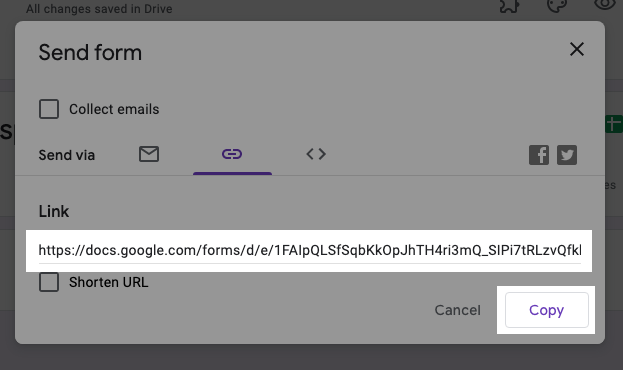 All changes saved in Drive
Send form
Collect emails
Send via
Link
https://docs.google.com/forms/d/e/1FAIpQLSfSqbKkOpJhTH4ri3mQ_SIPi7tRLzvQfkl
Shorten URL
Cancel
Copy